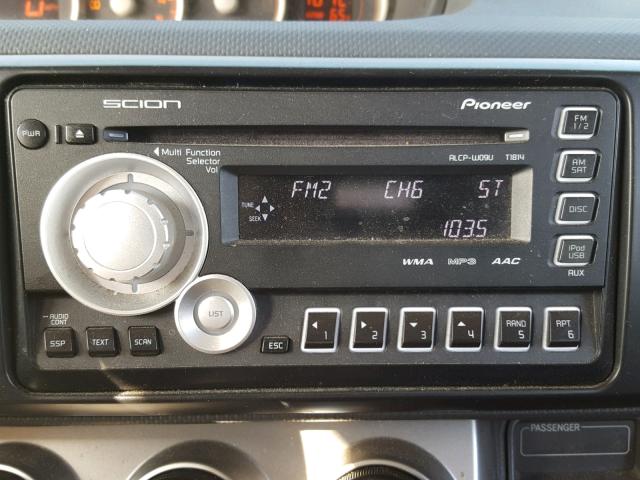 SCION
Pioneer
PWR
Multi Function
Selector
Vol
ALCP-W09U T1814
FM
1/2
TUNE
SEEK
FM2 CH6 ST
103.5
AM
SAT
DISC
WMA MP3 AAC
iPod
USB
AUX
LIST
AUDIO
CONT
SSP
TEXT
SCAN
ESC
1
2
3
4
RAND
5
RPT
6
PASSENGER